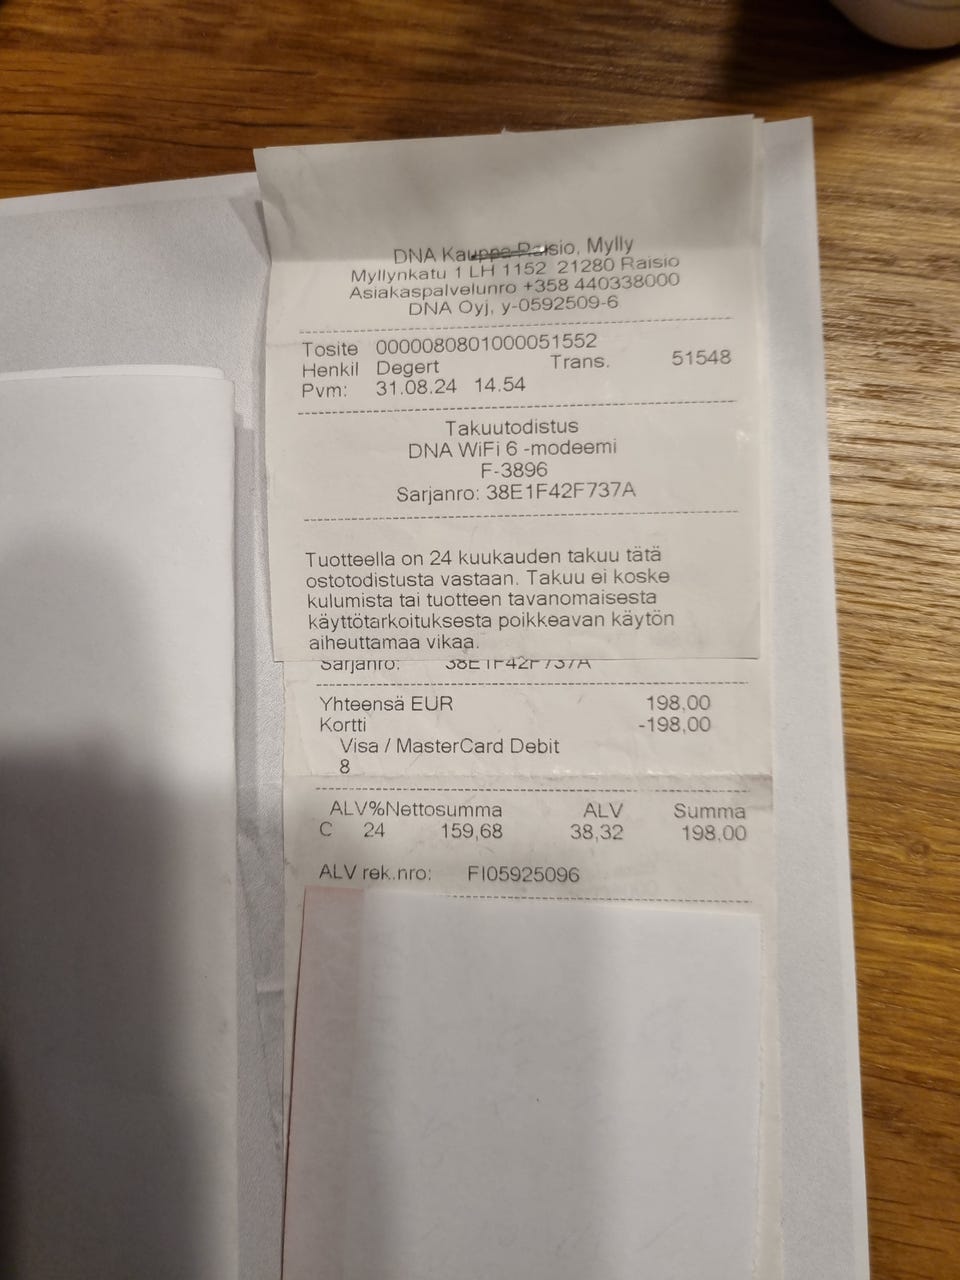 DNA Kauppa Raisio, Mylly
Myllynkatu 1 LH 1152 21280 Raisio
Asiakaspalvelunro +358 440338000
DNA Oyj, y-0592509-6
Tosite 0000080801000051552
Henkil Degert Trans. 51548
Pvm: 31.08.24 14.54
Takuutodistus
DNA WiFi 6 -modeemi
F-3896
Sarjanro: 38E1F42F737A
Tuotteella on 24 kuukauden takuu tätä
ostotodistusta vastaan. Takuu ei koske
kulumista tai tuotteen tavanomaisesta
käyttötarkoituksesta poikkeavan käytön
aiheuttamaa vikaa.
Sarjanro: 38E1F42F737A
Yhteensä EUR 198,00
Kortti -198,00
Visa / MasterCard Debit
8
ALV%Nettosumma ALV Summa
C 24 159,68 38,32 198,00
ALV rek.nro: FI05925096